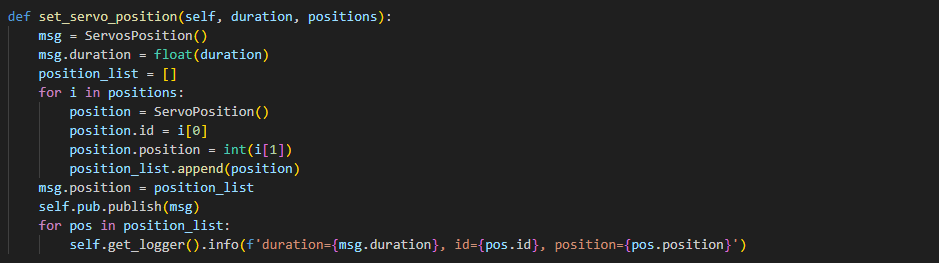 def set_servo_position(self, duration, positions):
    msg = ServosPosition()
    msg.duration = float(duration)
    position_list = []
    for i in positions:
        position = ServoPosition()
        position.id = i[0]
        position.position = int(i[1])
        position_list.append(position)
    msg.position = position_list
    self.pub.publish(msg)
    for pos in position_list:
        self.get_logger().info(f'duration={msg.duration}, id={pos.id}, position={pos.position}')